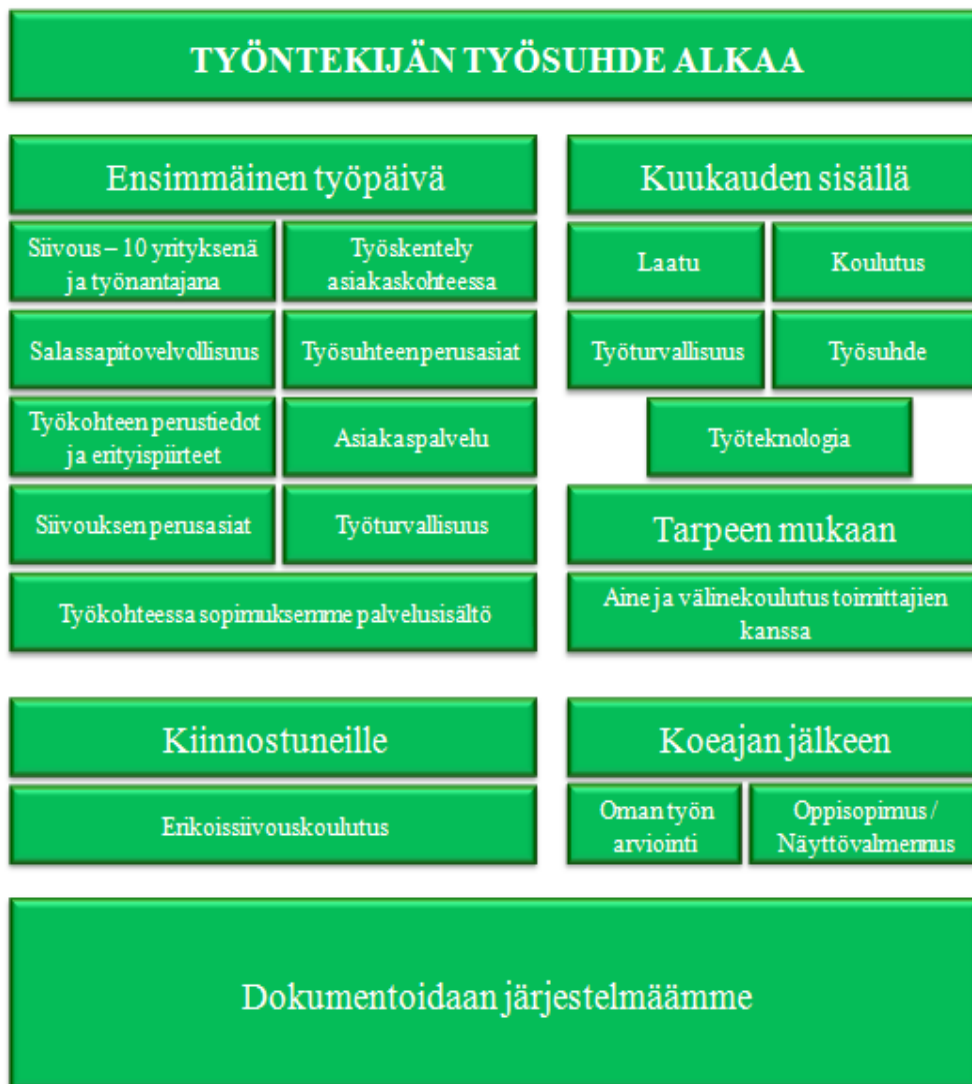 TYÖNTEKIJÄN TYÖSUHDE ALKAA
Ensimmäinen työpäivä
Siivous – 10 yrityksenä
ja työnantajana
Työskentely
asiakaskohteessa
Salassapitovelvollisuus
Työsuhteen perusasiat
Työkohteen perustiedot
ja erityispiirteet
Asiakaspalvelu
Siivouksen perusasiat
Työturvallisuus
Työkohteessa sopimuksemme palvelusisältö
Kuukauden sisällä
Laatu
Koulutus
Työturvallisuus
Työsuhde
Työteknologia
Tarpeen mukaan
Aine ja välinekoulutus toimittajien
kanssa
Kiinnostuneille
Erikoissiivouskoulutus
Koeajan jälkeen
Oman työn
arviointi
Oppisopimus /
Näyttövalmennus
Dokumentoidaan järjestelmäämme